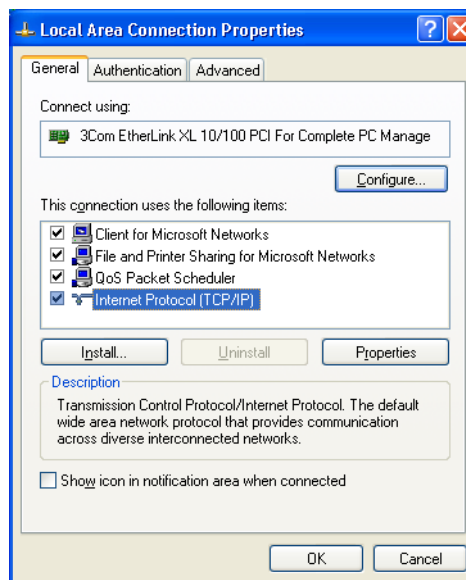 Local Area Connection Properties
General Authentication Advanced
Connect using:
3Com EtherLink XL 10/100 PCI For Complete PC Manage
Configure...
This connection uses the following items:
Client for Microsoft Networks
File and Printer Sharing for Microsoft Networks
QoS Packet Scheduler
Internet Protocol (TCP/IP)
Install... Uninstall Properties
Description
Transmission Control Protocol/Internet Protocol. The default
wide area network protocol that provides communication
across diverse interconnected networks.
Show icon in notification area when connected
OK Cancel